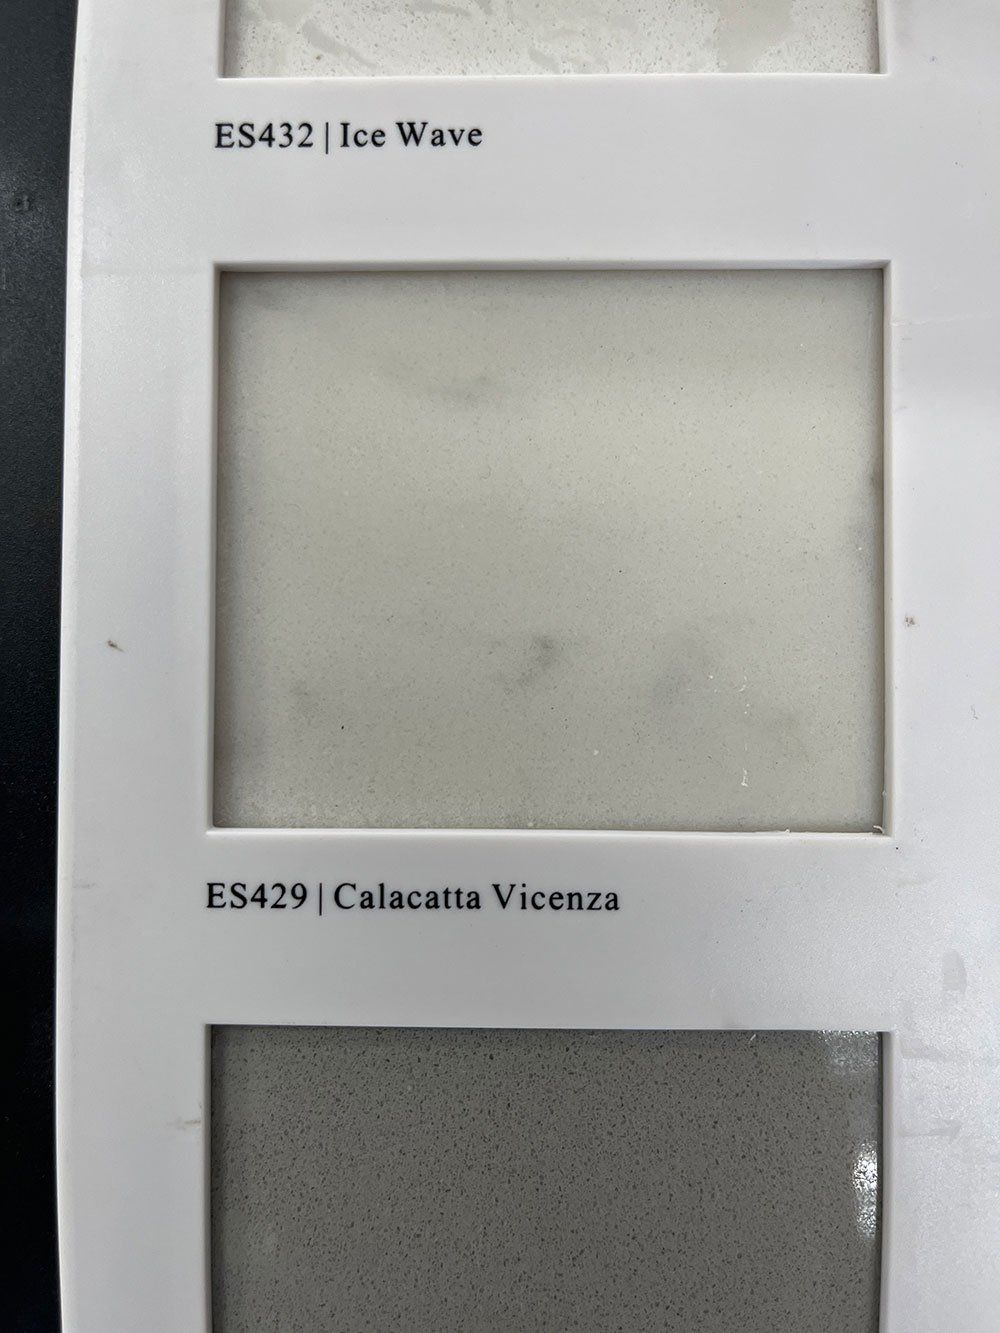 ES432 | Ice Wave
ES429 | Calacatta Vicenza